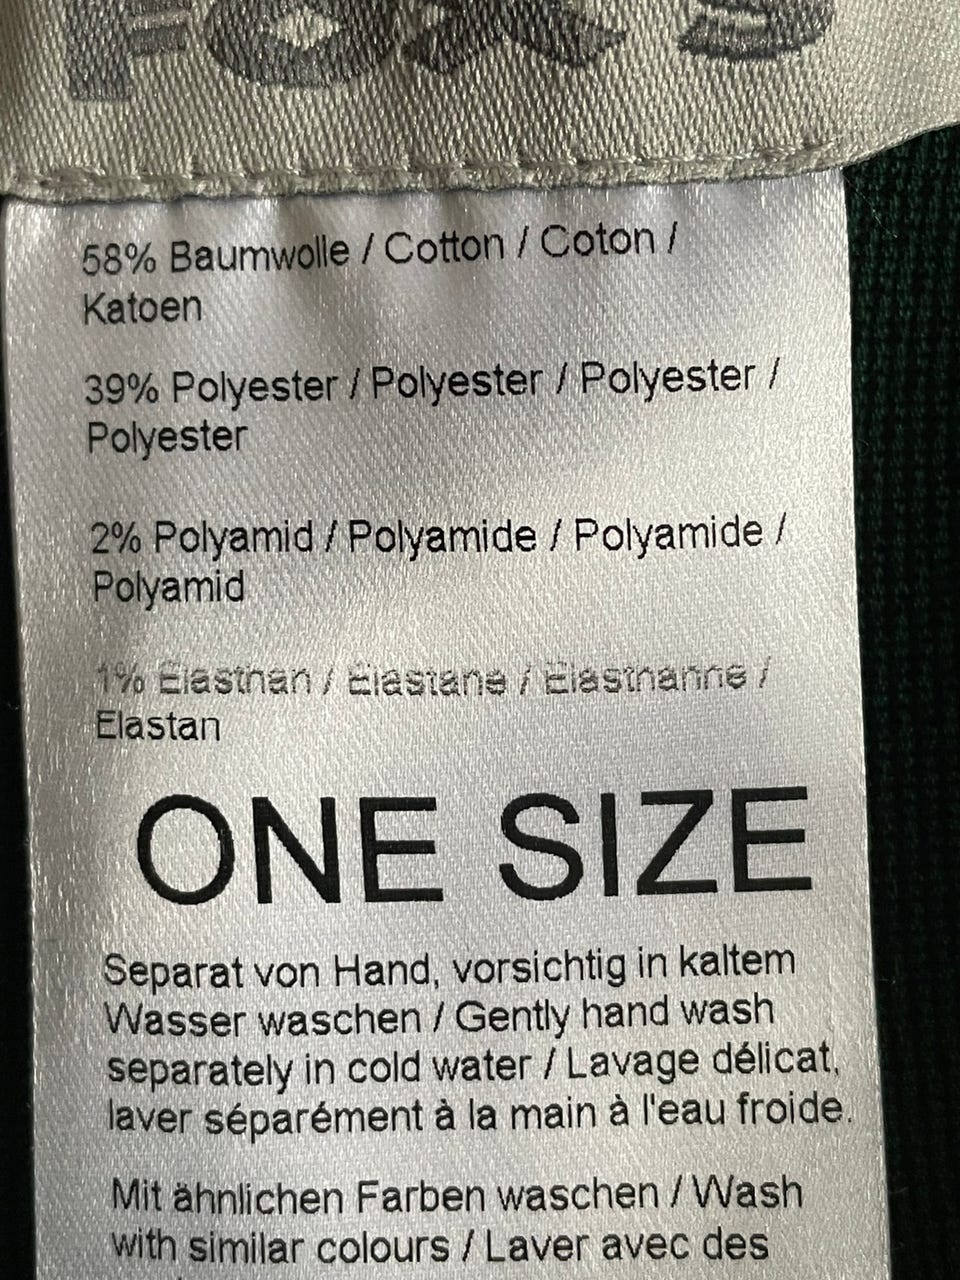 FOX'S
58% Baumwolle / Cotton / Coton /
Katoen
39% Polyester / Polyester / Polyester /
Polyester
2% Polyamid / Polyamide / Polyamide /
Polyamid
1% Elasthan / Elastane / Elasthanne /
Elastan
ONE SIZE
Separat von Hand, vorsichtig in kaltem
Wasser waschen / Gently hand wash
separately in cold water / Lavage délicat,
laver séparément à la main à l'eau froide.
Mit ähnlichen Farben waschen / Wash
with similar colours / Laver avec des